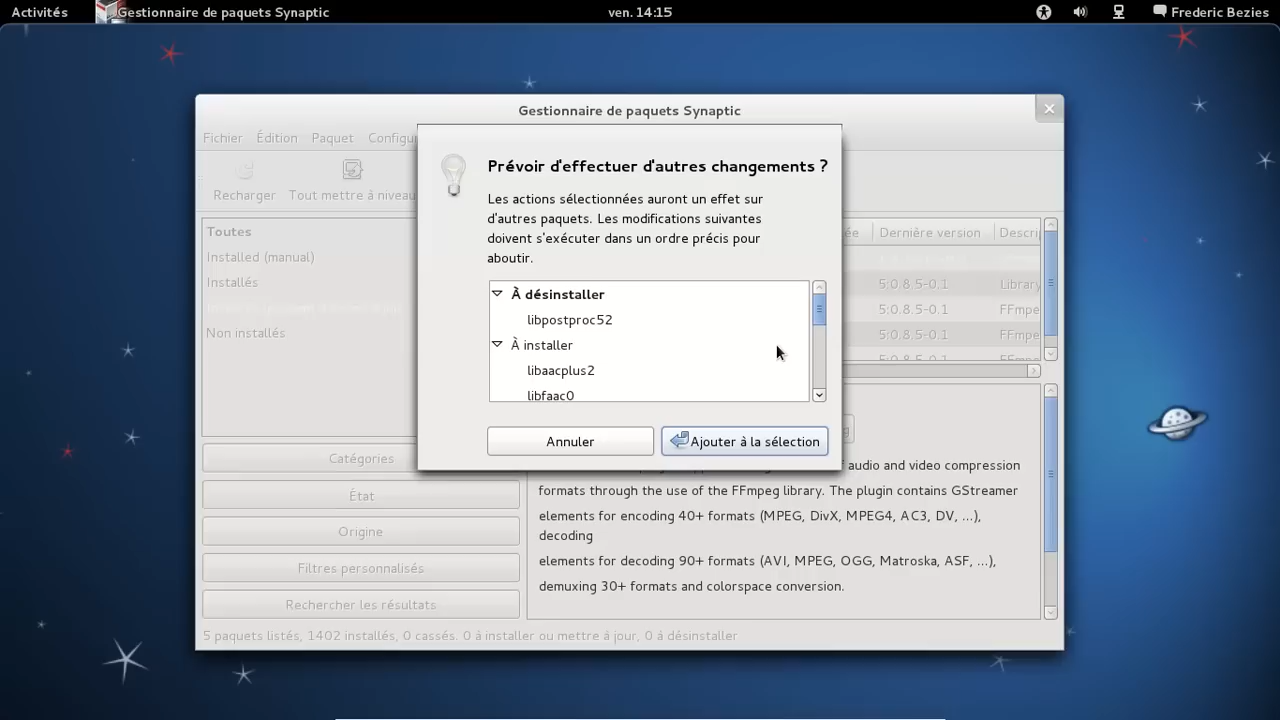 Activités
Gestionnaire de paquets Synaptic
ven. 14:15
Frederic Bezies
Gestionnaire de paquets Synaptic
Fichier Édition Paquet
Recharger Tout mettre à niveau
Toutes
Installed (manual)
Installés
Non installés
Catégories
État
Origine
Filtres personnalisés
Rechercher les résultats
Prévoir d'effectuer d'autres changements ?
Les actions sélectionnées auront un effet sur
d'autres paquets. Les modifications suivantes
doivent s'exécuter dans un ordre précis pour
aboutir.
À désinstaller
libpostproc52
À installer
libaacplus2
libfaac0
Annuler
Ajouter à la sélection
Dernière version
5:0.8.5-0.1 Library
5:0.8.5-0.1
5:0.8.5-0.1
5:0.8.5-0.1
audio and video compression
formats through the use of the FFmpeg library. The plugin contains GStreamer
elements for encoding 40+ formats (MPEG, DivX, MPEG4, AC3, DV, ...),
decoding
elements for decoding 90+ formats (AVI, MPEG, OGG, Matroska, ASF, ...),
demuxing 30+ formats and colorspace conversion.
5 paquets listés, 1402 installés, 0 cassés. 0 à installer ou mettre à jour, 0 à désinstaller